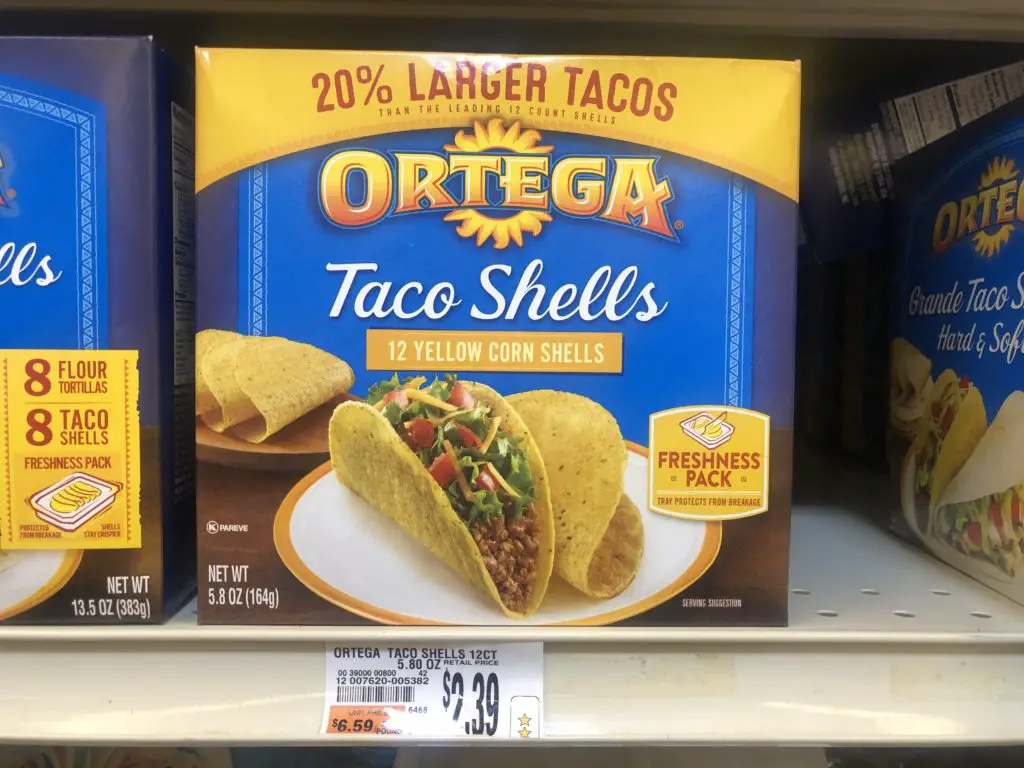 20% LARGER TACOS
THAN THE LEADING 12 COUNT SHELLS
ORTEGA®
Taco Shells
12 YELLOW CORN SHELLS
FRESHNESS
PACK
TRAY PROTECTS FROM BREAKAGE
K PAREVE
NET WT
5.8 OZ (164g)
SERVING SUGGESTION
ells
8 FLOUR
TORTILLAS
8 TACO
SHELLS
FRESHNESS PACK
PROTECTED
FROM BREAKAGE
SHELLS
STAY CRISPIER
NET WT
13.5 OZ (383g)
ORTEG
Grande Taco S
Hard & Sof
ORTEGA TACO SHELLS 12CT
5.80 OZ RETAIL PRICE
00 39000 00800 42
12 007620-005382
$2.39
6468
$6.59
POUND